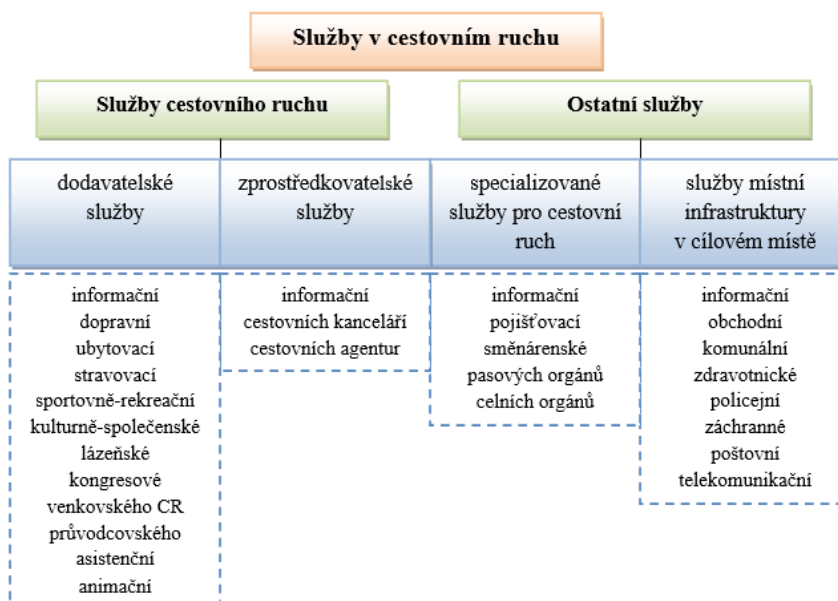 Služby v cestovním ruchu
Služby cestovního ruchu
Ostatní služby
dodavatelské
služby
zprostředkovatelské
služby
specializované
služby pro cestovní
ruch
služby místní
infrastruktury
v cílovém místě
informační
dopravní
ubytovací
stravovací
sportovně-rekreační
kulturně-společenské
lázeňské
kongresové
venkovského CR
průvodcovského
asistenční
animační
informační
cestovních kanceláří
cestovních agentur
informační
pojišťovací
směnárenské
pasových orgánů
celních orgánů
informační
obchodní
komunální
zdravotnické
policejní
záchranné
poštovní
telekomunikační